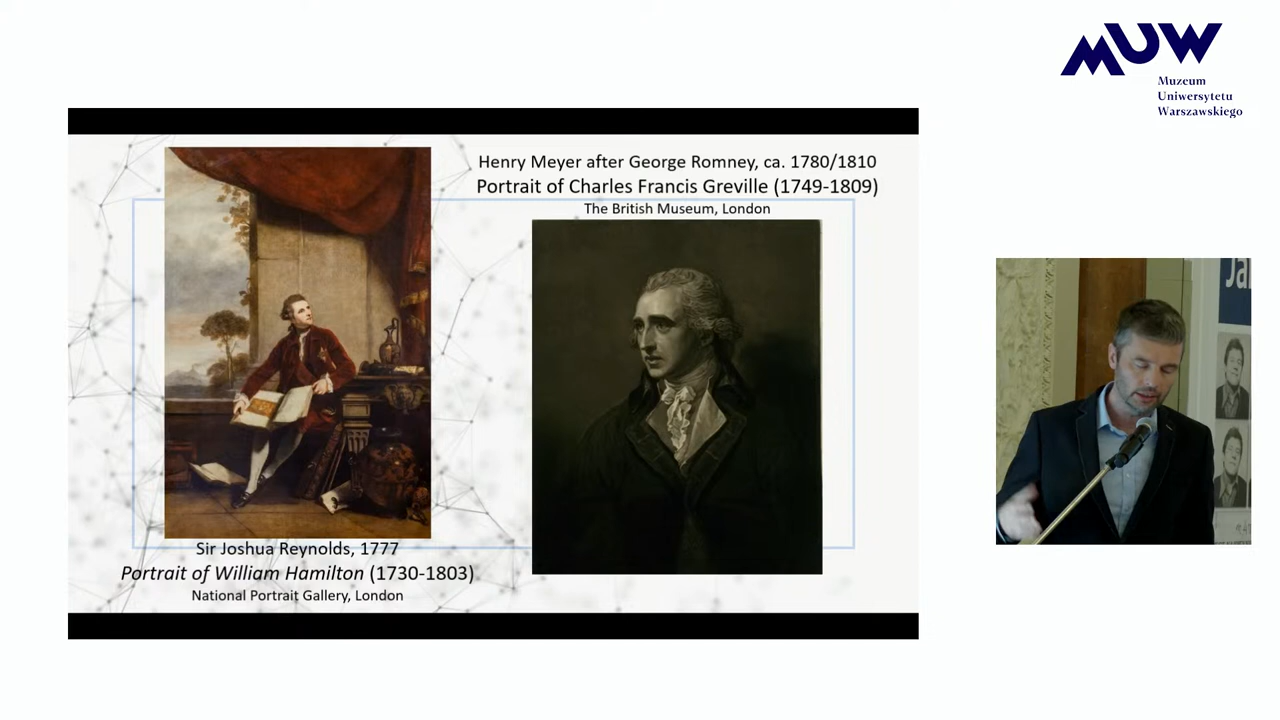 MUW
Muzeum
Uniwersytetu
Warszawskiego
Henry Meyer after George Romney, ca. 1780/1810
Portrait of Charles Francis Greville (1749-1809)
The British Museum, London
Sir Joshua Reynolds, 1777
Portrait of William Hamilton (1730-1803)
National Portrait Gallery, London